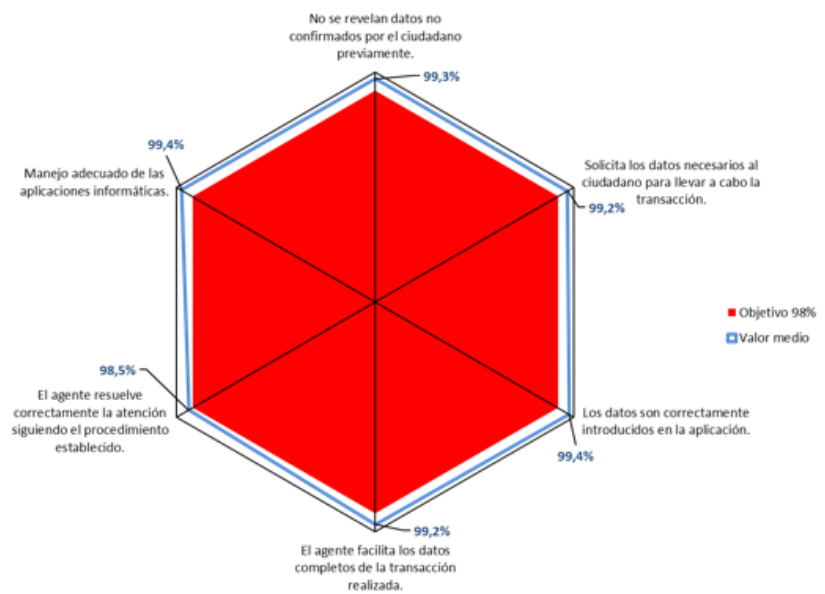 No se revelan datos no
confirmados por el ciudadano
previamente.
99,3%
99,4%
Manejo adecuado de las
aplicaciones informáticas.
Solicita los datos necesarios al
ciudadano para llevar a cabo la
transacción.
99,2%
Objetivo 98%
Valor medio
98,5%
El agente resuelve
correctamente la atención
siguiendo el procedimiento
establecido.
Los datos son correctamente
introducidos en la aplicación.
99,4%
99,2%
El agente facilita los datos
completos de la transacción
realizada.